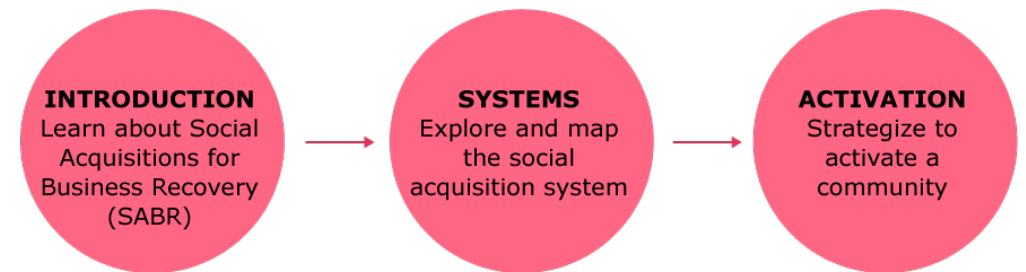 INTRODUCTION
Learn about Social
Acquisitions for
Business Recovery
(SABR)
SYSTEMS
Explore and map
the social
acquisition system
ACTIVATION
Strategize to
activate a
community